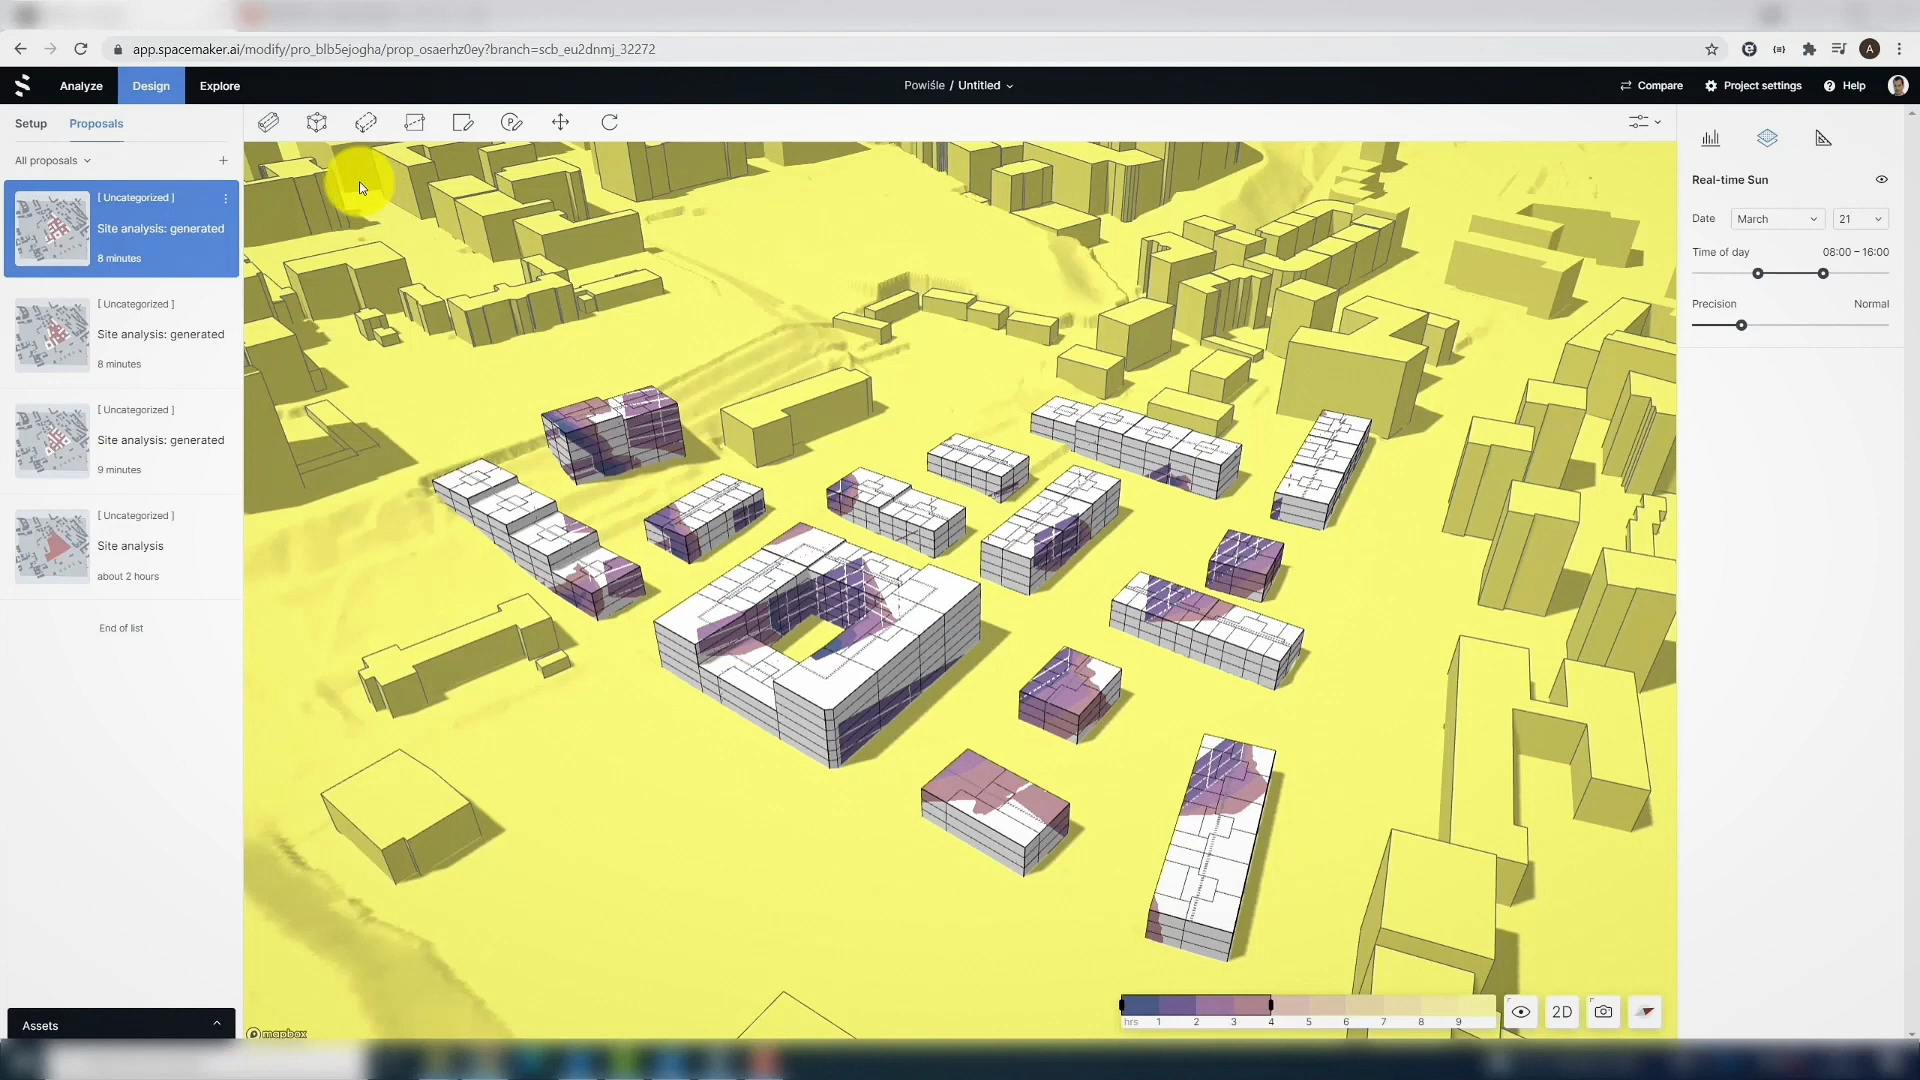 app.spacemaker.ai/modify/pro_blb5ejogha/prop_osaerhz0ey?branch=scb_eu2dnmj_32272
A
Analyze
Design
Explore
Powiśle / Untitled
Compare
Project settings
Help
Setup
Proposals
All proposals
[ Uncategorized ]
Site analysis: generated
8 minutes
[ Uncategorized ]
Site analysis: generated
8 minutes
[ Uncategorized ]
Site analysis: generated
9 minutes
[ Uncategorized ]
Site analysis
about 2 hours
End of list
Assets
mapbox
Real-time Sun
Date March 21
Time of day 08:00 – 16:00
Precision Normal
hrs 1 2 3 4 5 6 7 8 9
2D